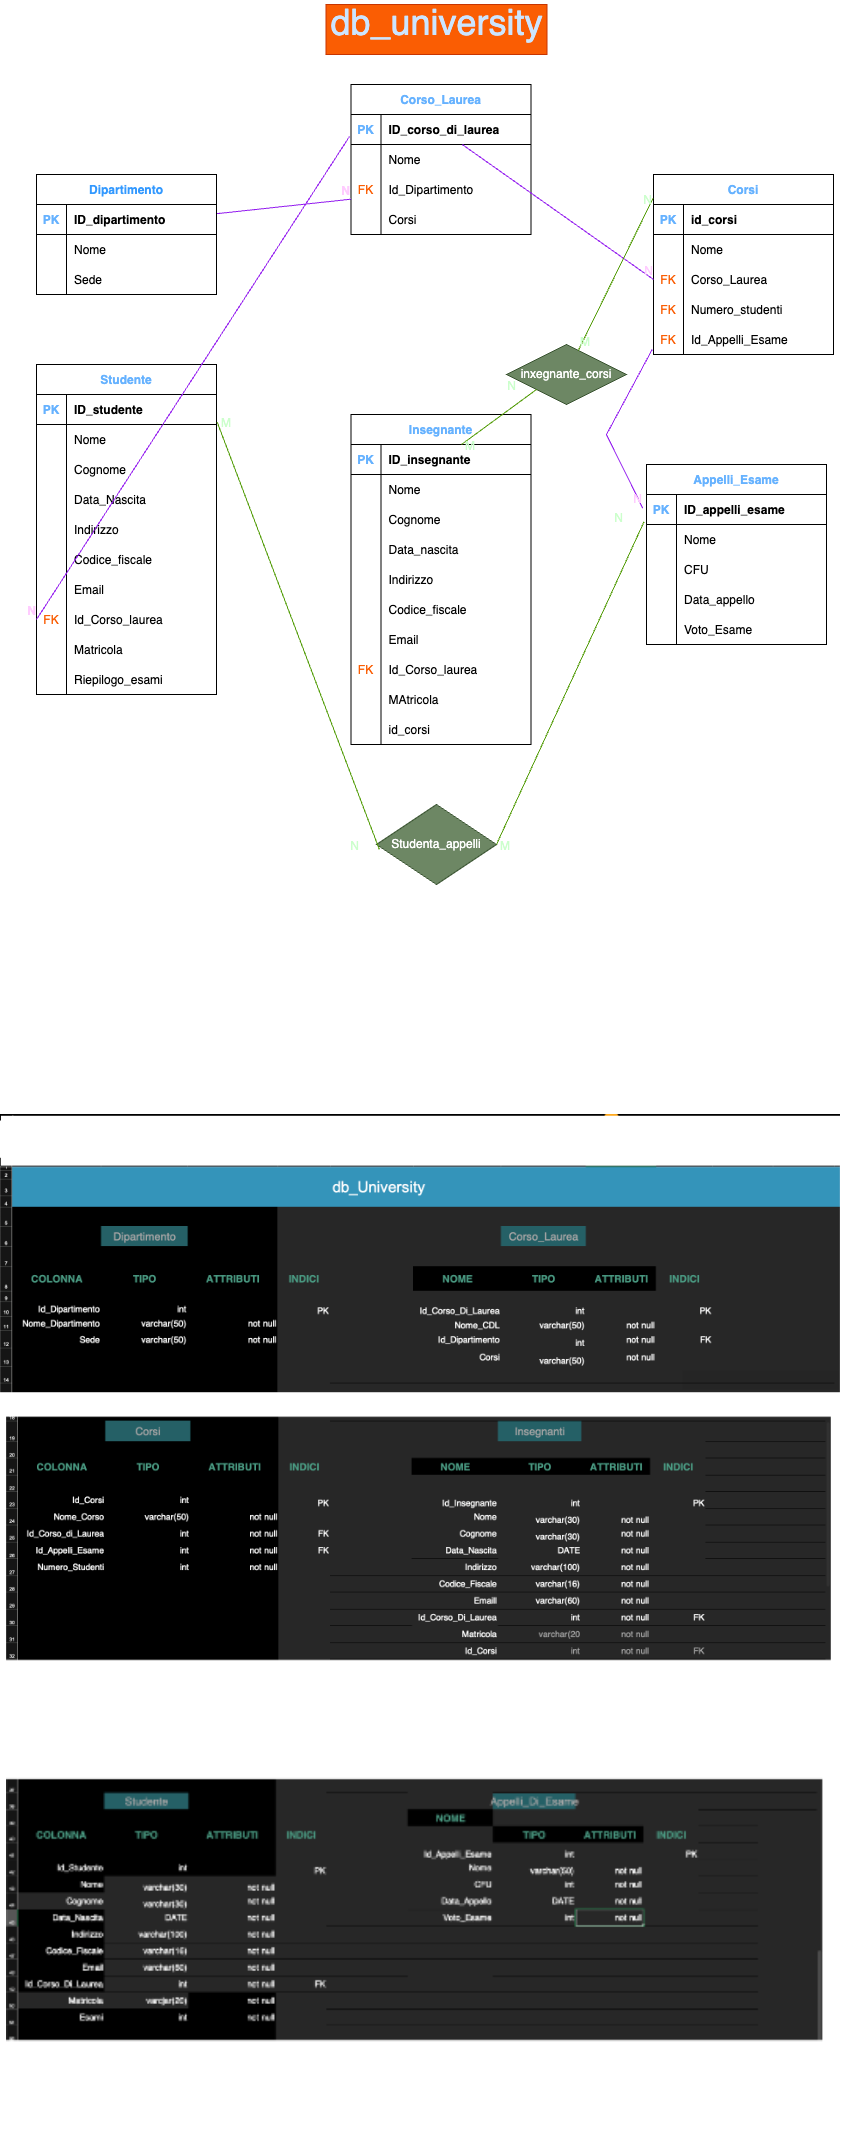 db_university
Corso_Laurea
PK ID_corso_di_laurea
Nome
FK Id_Dipartimento
Corsi
N
Dipartimento
PK ID_dipartimento
Nome
Sede
Corsi
PK id_corsi
Nome
FK Corso_Laurea
FK Numero_studenti
FK Id_Appelli_Esame
N
N
M
inxegnante_corsi
N
M
Studente
PK ID_studente
Nome
Cognome
Data_Nascita
Indirizzo
Codice_fiscale
Email
FK Id_Corso_laurea
Matricola
Riepilogo_esami
N
M
Insegnante
PK ID_insegnante
Nome
Cognome
Data_nascita
Indirizzo
Codice_fiscale
Email
FK Id_Corso_laurea
MAtricola
id_corsi
Appelli_Esame
PK ID_appelli_esame
Nome
CFU
Data_appello
Voto_Esame
N
N
N Studenta_appelli M
db_University
Dipartimento
COLONNA TIPO ATTRIBUTI INDICI
Id_Dipartimento int PK
Nome_Dipartimento varchar(50) not null
Sede varchar(50) not null
Corso_Laurea
NOME TIPO ATTRIBUTI INDICI
Id_Corso_Di_Laurea int PK
Nome_CDL varchar(50) not null
Id_Dipartimento int not null FK
Corsi varchar(50) not null
Corsi
COLONNA TIPO ATTRIBUTI INDICI
Id_Corsi int PK
Nome_Corso varchar(50) not null
Id_Corso_di_Laurea int not null FK
Id_Appelli_Esame int not null FK
Numero_Studenti int not null
Insegnanti
NOME TIPO ATTRIBUTI INDICI
Id_Insegnante int PK
Nome varchar(30) not null
Cognome varchar(30) not null
Data_Nascita DATE not null
Indirizzo varchar(100) not null
Codice_Fiscale varchar(16) not null
Emaill varchar(60) not null
Id_Corso_Di_Laurea int not null FK
Matricola varchar(20 not null
Id_Corsi int not null FK
Studente
COLONNA TIPO ATTRIBUTI INDICI
Id_Studente int PK
Nome varchar(30) not null
Cognome varchar(30) not null
Data_Nascita DATE not null
Indirizzo varchar(100) not null
Codice_Fiscale varchar(16) not null
Email varchar(50) not null
Id_Corso_Di_Laurea int not null FK
Matricola varcjar(20) not null
Esami int not null
Appelli_Di_Esame
NOME TIPO ATTRIBUTI INDICI
Id_Appelli_Esame int PK
Nome varchar(50) not null
CFU int not null
Data_Appello DATE not null
Voto_Esame int not null